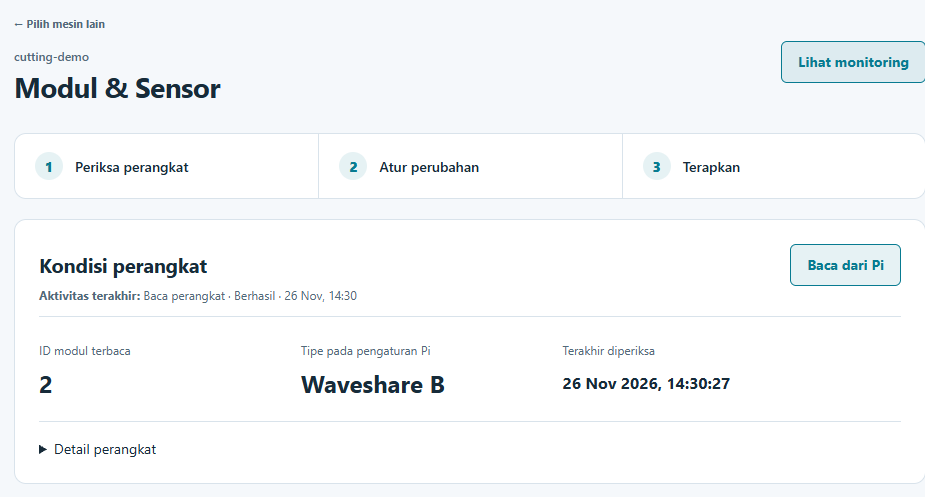 ← Pilih mesin lain
cutting-demo
Modul & Sensor
Lihat monitoring
1 Periksa perangkat
2 Atur perubahan
3 Terapkan
Kondisi perangkat
Baca dari Pi
Aktivitas terakhir: Baca perangkat · Berhasil · 26 Nov, 14:30
ID modul terbaca
2
Tipe pada pengaturan Pi
Waveshare B
Terakhir diperiksa
26 Nov 2026, 14:30:27
▶ Detail perangkat